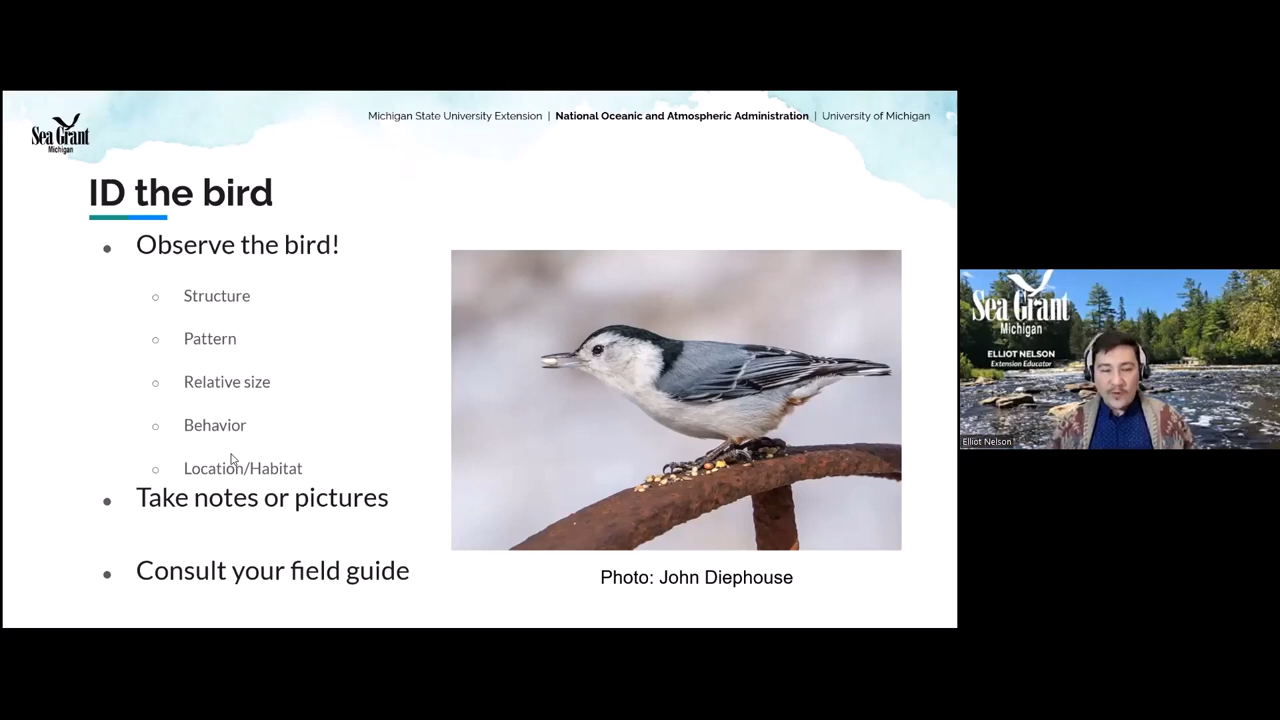 Sea Grant
Michigan
Michigan State University Extension | National Oceanic and Atmospheric Administration | University of Michigan
ID the bird
Observe the bird!
Structure
Pattern
Relative size
Behavior
Location/Habitat
Take notes or pictures
Consult your field guide
Photo: John Diephouse
Sea Grant
Michigan
ELLIOT NELSON
Extension Educator
Elliot Nelson